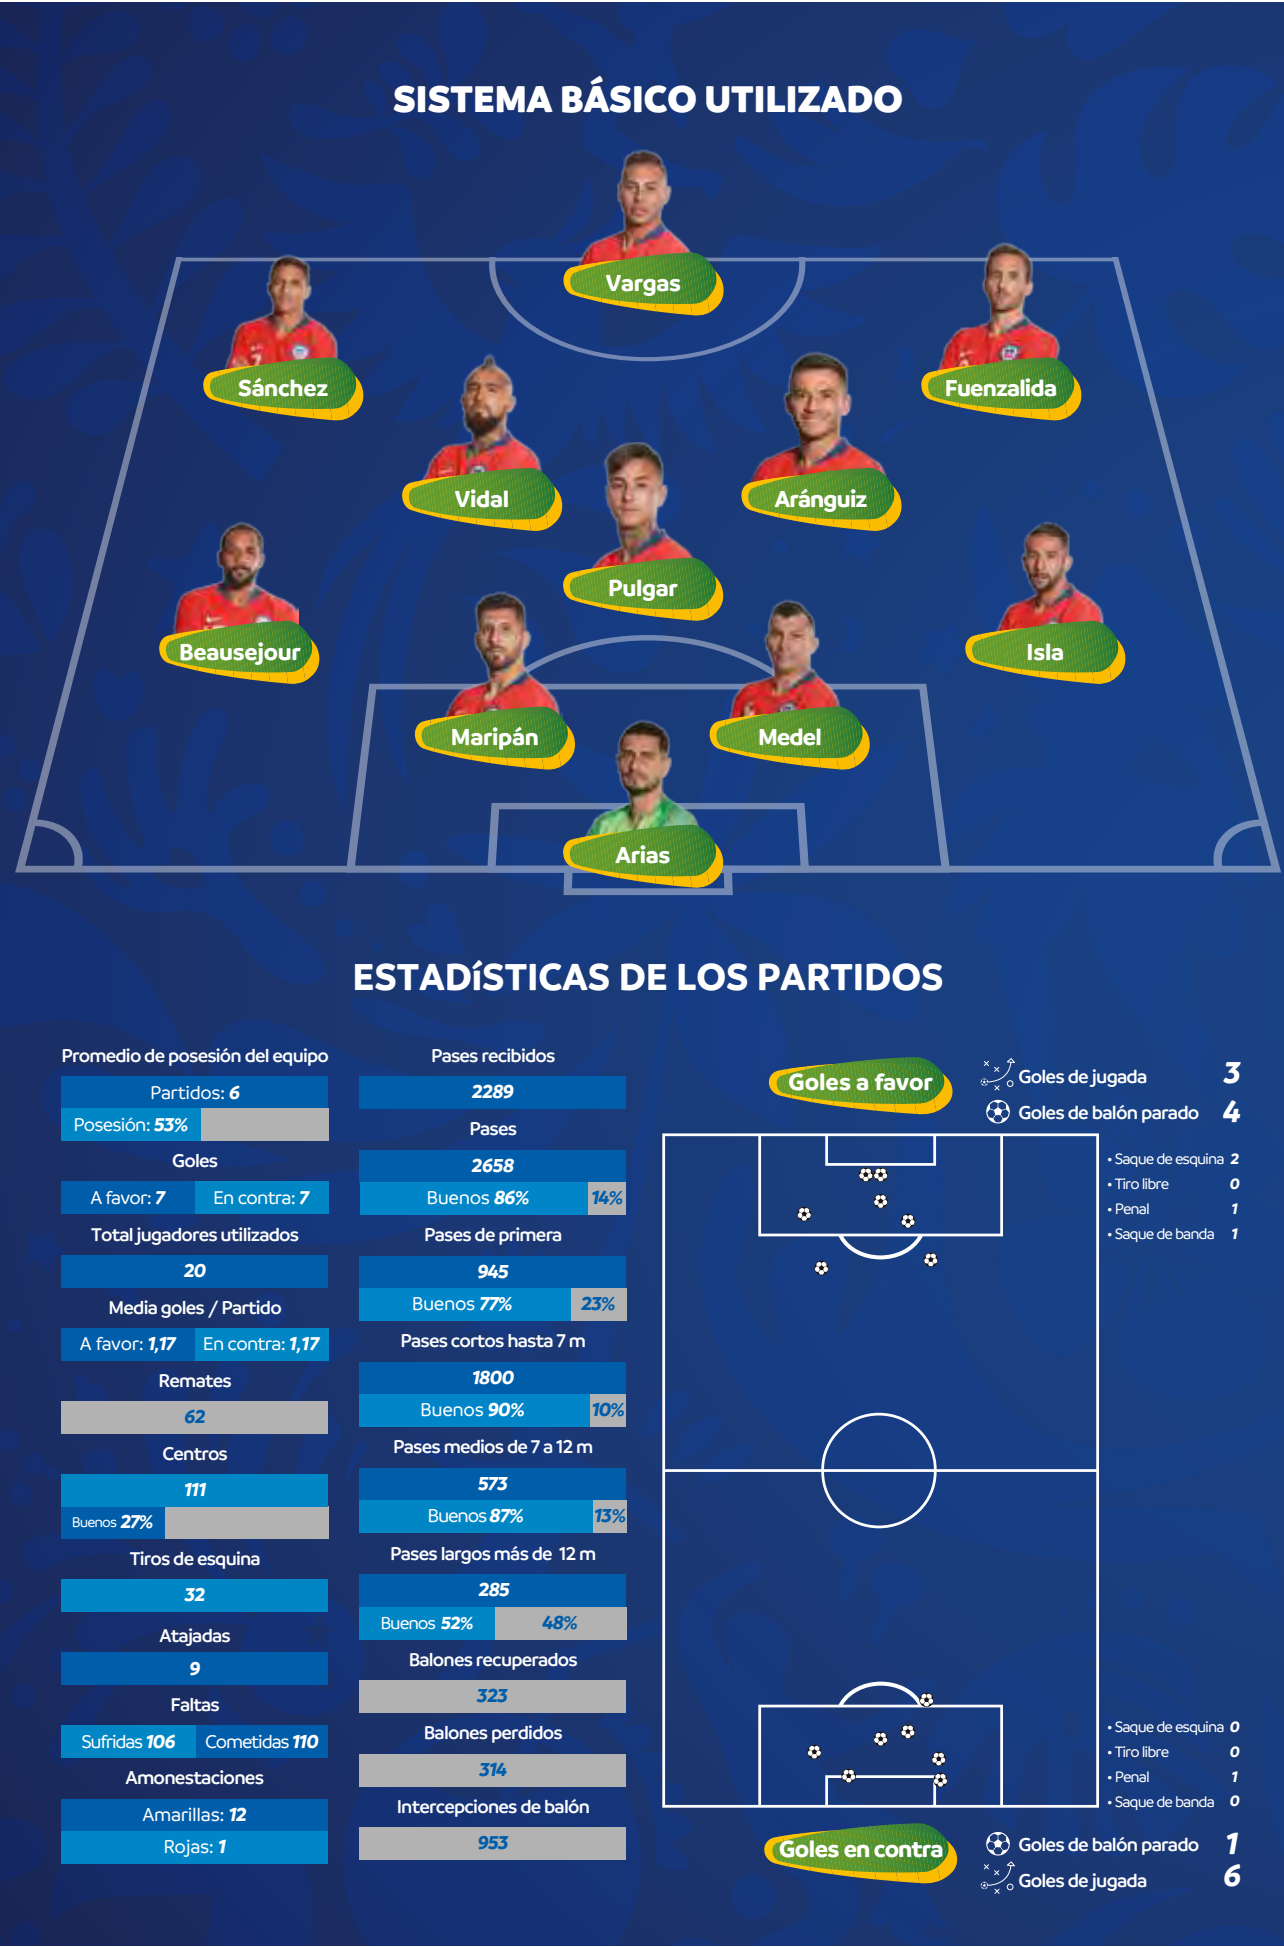 SISTEMA BÁSICO UTILIZADO
Vargas
Sánchez
Fuenzalida
Vidal
Aránguiz
Pulgar
Beausejour
Isla
Maripán
Medel
Arias
ESTADíSTICAS DE LOS PARTIDOS
Promedio de posesión del equipo
Partidos: 6
Posesión: 53%
Goles
A favor: 7 En contra: 7
Total jugadores utilizados
20
Media goles / Partido
A favor: 1,17 En contra: 1,17
Remates
62
Centros
111
Buenos 27%
Tiros de esquina
32
Atajadas
9
Faltas
Sufridas 106 Cometidas 110
Amonestaciones
Amarillas: 12
Rojas: 1
Pases recibidos
2289
Pases
2658
Buenos 86% 14%
Pases de primera
945
Buenos 77% 23%
Pases cortos hasta 7 m
1800
Buenos 90% 10%
Pases medios de 7 a 12 m
573
Buenos 87% 13%
Pases largos más de 12 m
285
Buenos 52% 48%
Balones recuperados
323
Balones perdidos
314
Intercepciones de balón
953
Goles a favor
Goles de jugada 3
Goles de balón parado 4
• Saque de esquina 2
• Tiro libre 0
• Penal 1
• Saque de banda 1
• Saque de esquina 0
• Tiro libre 0
• Penal 1
• Saque de banda 0
Goles en contra
Goles de balón parado 1
Goles de jugada 6